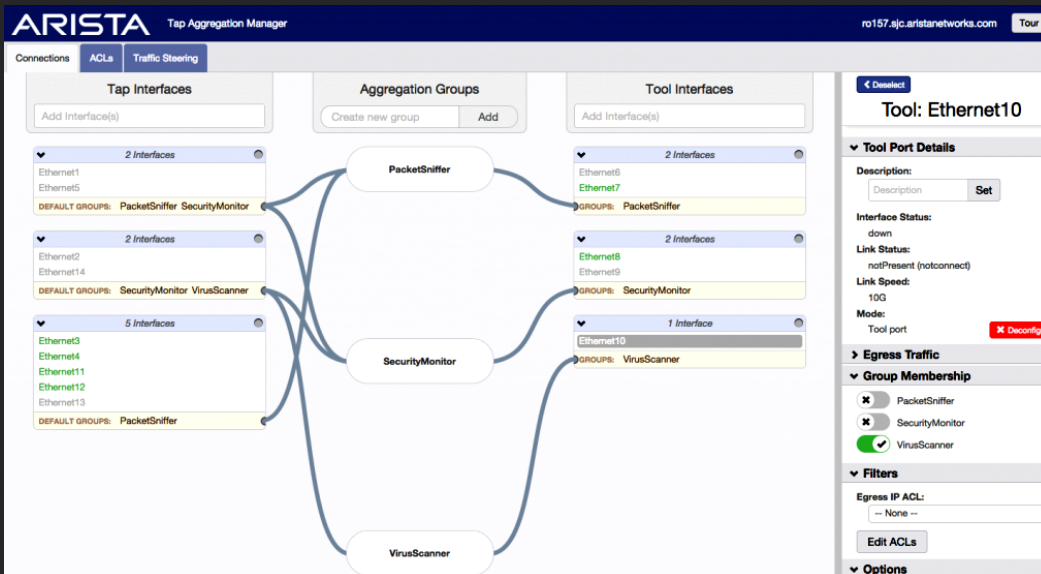 ARISTA Tap Aggregation Manager
ro157.sjc.aristanetworks.com Tour
Connections ACLs Traffic Steering
Tap Interfaces
Add Interface(s)
2 Interfaces
Ethernet1
Ethernet5
DEFAULT GROUPS: PacketSniffer SecurityMonitor
2 Interfaces
Ethernet2
Ethernet14
DEFAULT GROUPS: SecurityMonitor VirusScanner
5 Interfaces
Ethernet3
Ethernet4
Ethernet11
Ethernet12
Ethernet13
DEFAULT GROUPS: PacketSniffer
Aggregation Groups
Create new group Add
PacketSniffer
SecurityMonitor
VirusScanner
Tool Interfaces
Add Interface(s)
2 Interfaces
Ethernet6
Ethernet7
GROUPS: PacketSniffer
2 Interfaces
Ethernet8
Ethernet9
GROUPS: SecurityMonitor
1 Interface
Ethernet10
GROUPS: VirusScanner
Deselect
Tool: Ethernet10
Tool Port Details
Description:
Description Set
Interface Status:
down
Link Status:
notPresent (notconnect)
Link Speed:
10G
Mode:
Tool port Deconfig
Egress Traffic
Group Membership
PacketSniffer
SecurityMonitor
VirusScanner
Filters
Egress IP ACL:
-- None --
Edit ACLs
Options